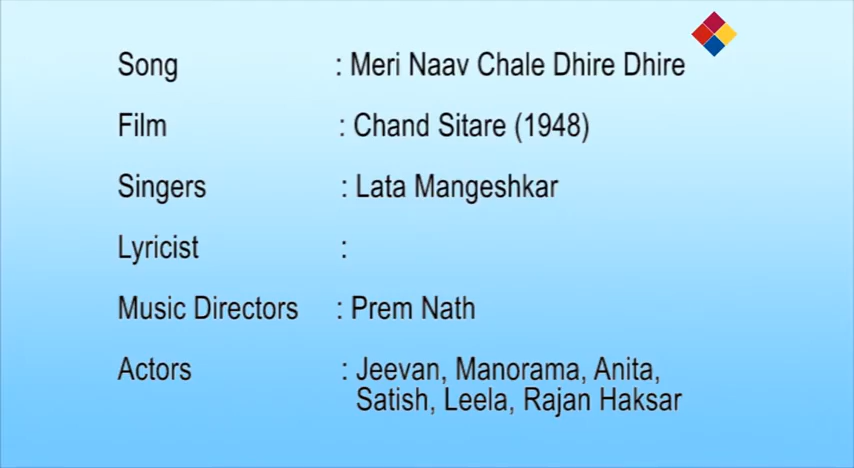 Song : Meri Naav Chale Dhire Dhire
Film : Chand Sitare (1948)
Singers : Lata Mangeshkar
Lyricist :
Music Directors : Prem Nath
Actors : Jeevan, Manorama, Anita,
Satish, Leela, Rajan Haksar